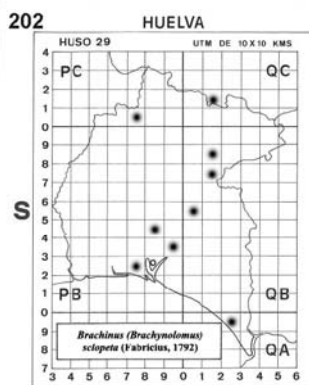 202 HUELVA
HUSO 29 UTM DE 10 X 10 KMS
4
PC QC
3
2
1
0
9
8
7
6
S
5
4
3
2
PB QB
1
0
9
Brachinus (Brachynolomus)
sclopeta (Fabricius, 1792)
8
QA
7
3 4 5 6 7 8 9 0 1 2 3 4 5 6